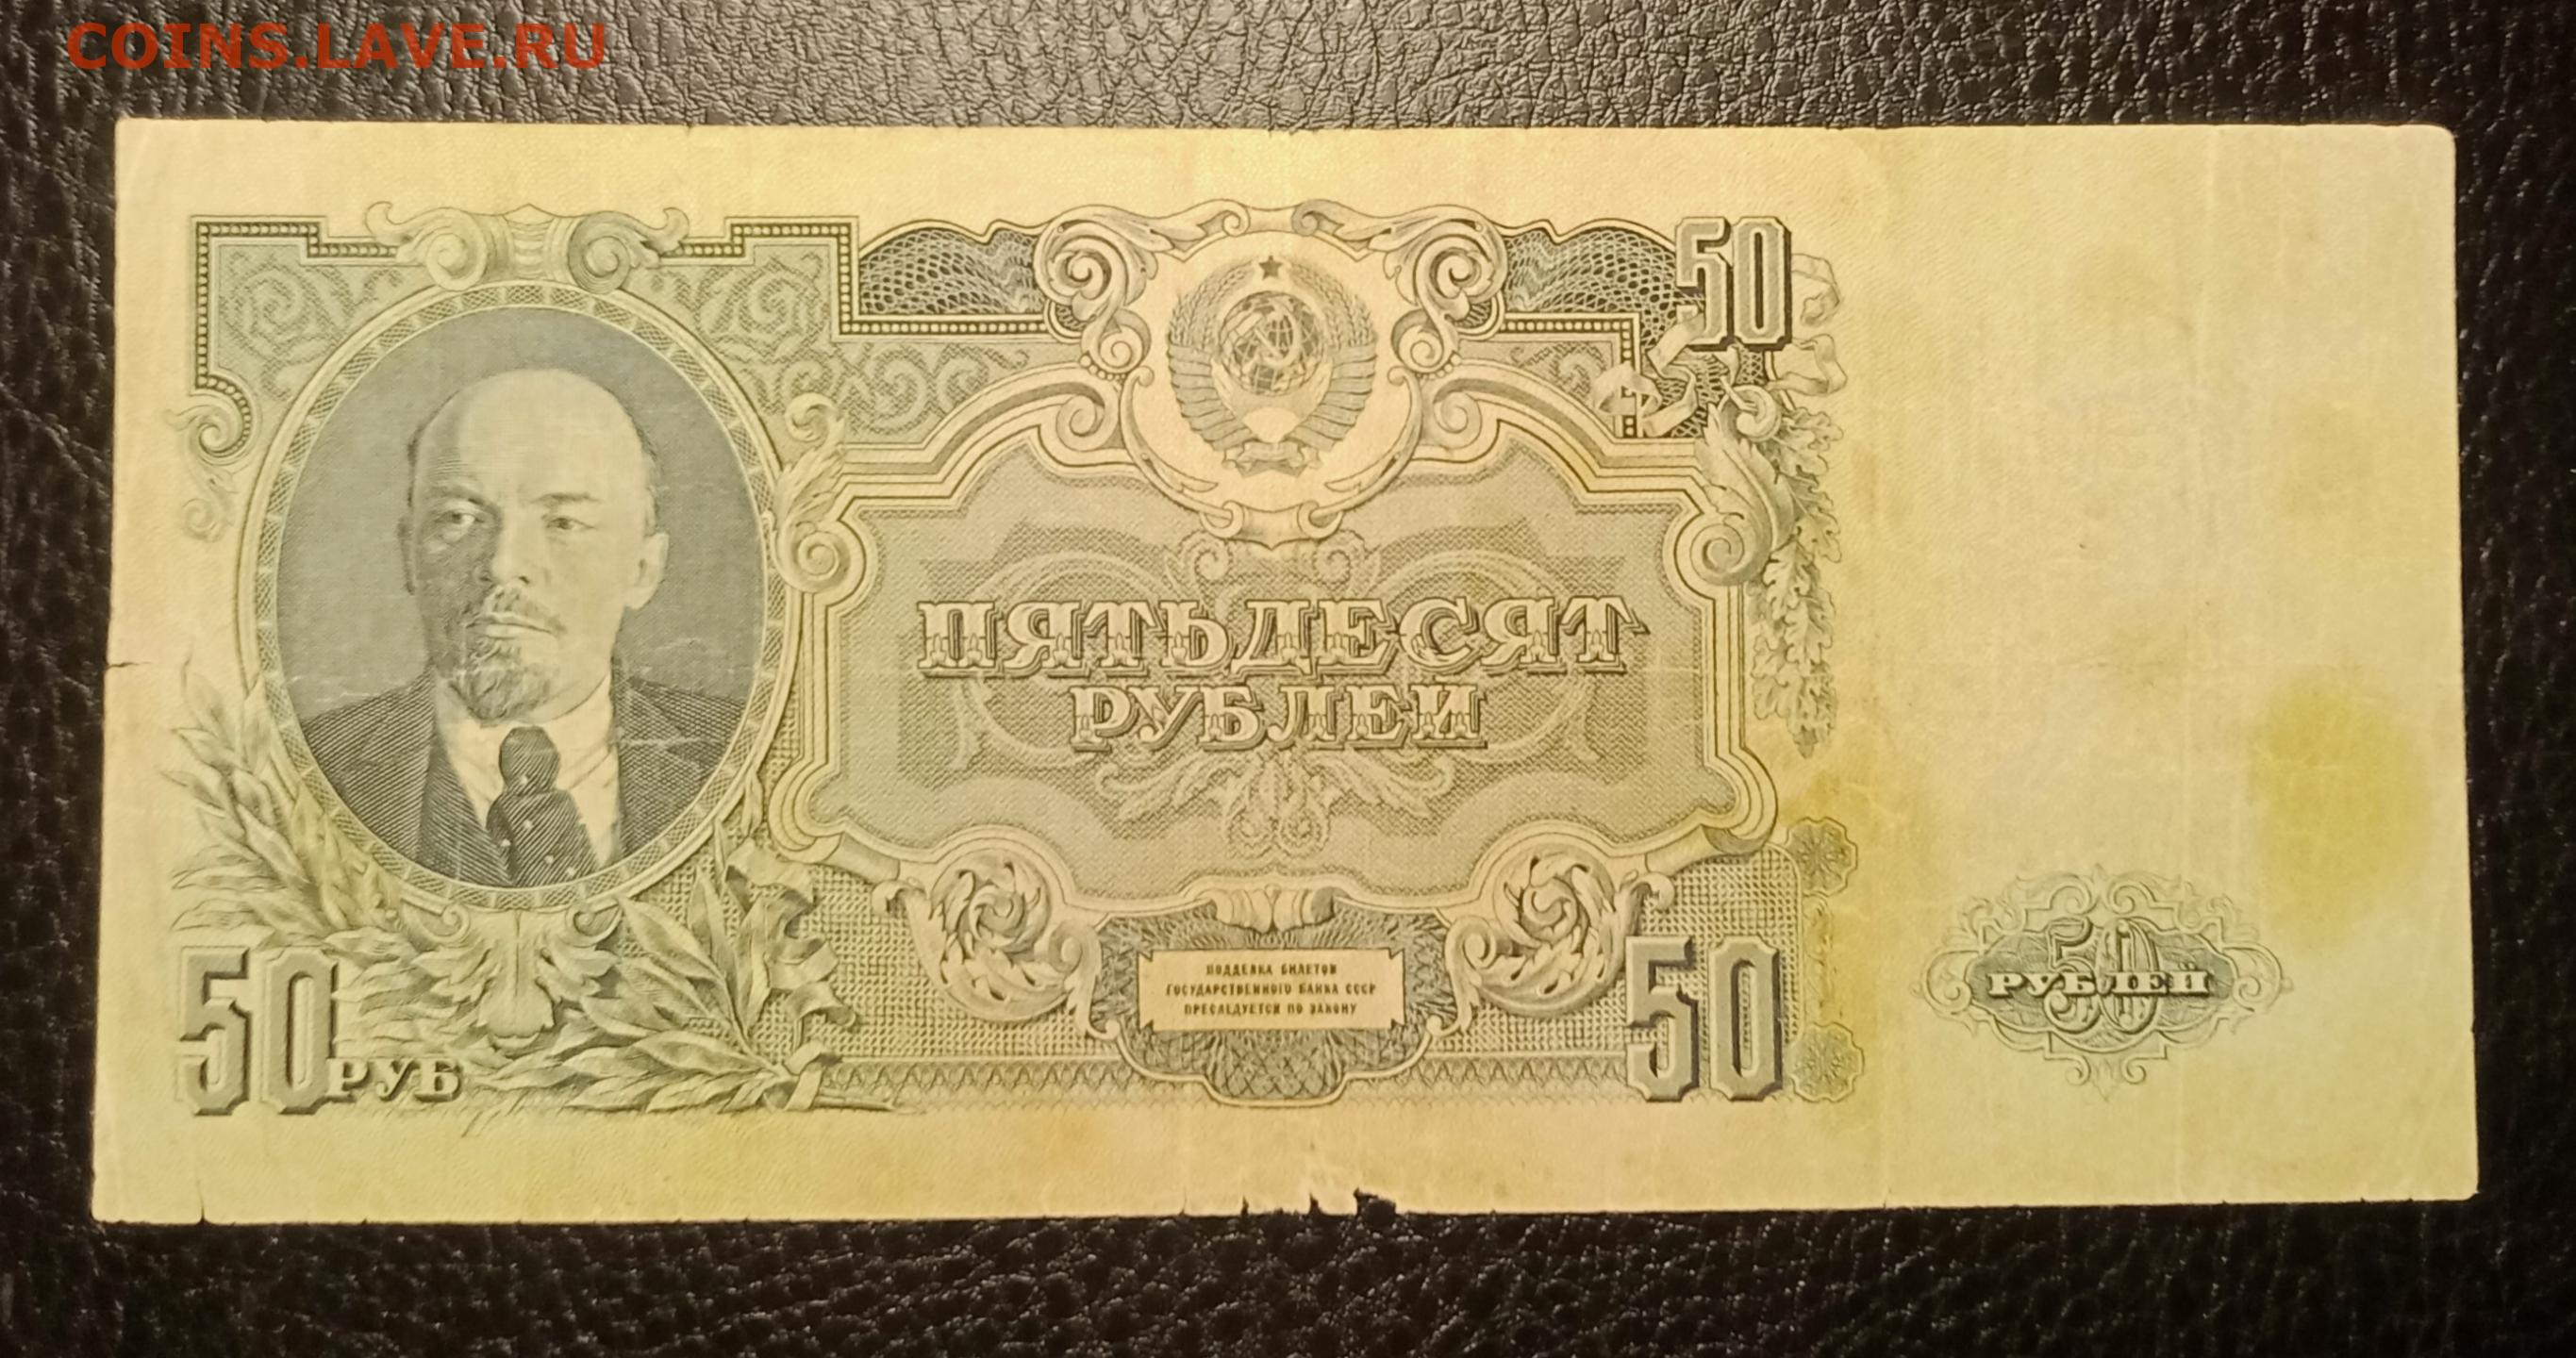 COINS.LAVE.RU
50
ПЯТЬДЕСЯТ
РУБЛЕЙ
ПОДДЕЛКА БИЛЕТОВ
ГОСУДАРСТВЕННОГО БАНКА СССР
ПРЕСЛЕДУЕТСЯ ПО ЗАКОНУ
50 РУБ
50
50
РУБЛЕЙ